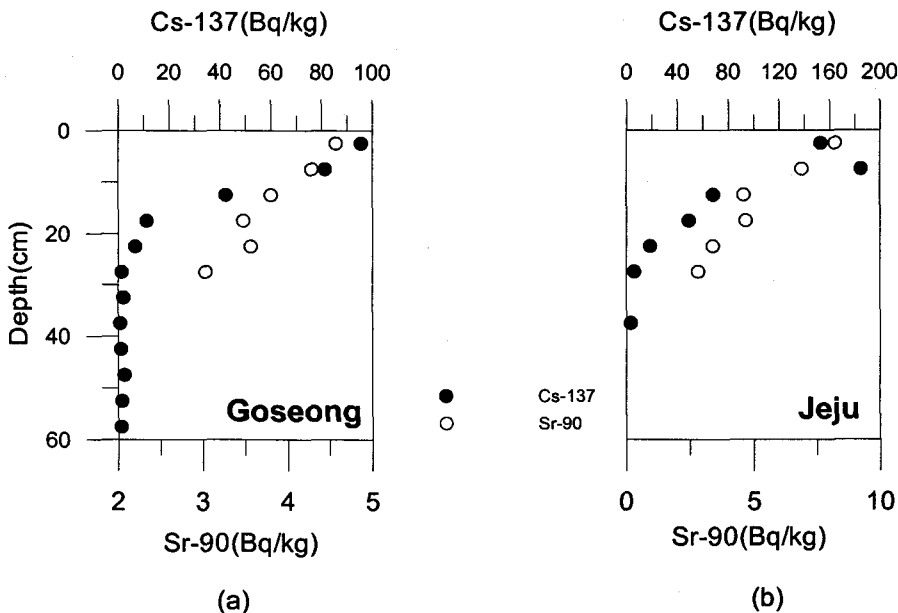 Cs-137(Bq/kg)
0 20 40 60 80 100
Depth(cm)
0
20
40
60
Goseong
2 3 4 5
Sr-90(Bq/kg)
(a)
Cs-137
Sr-90
Cs-137(Bq/kg)
0 40 80 120 160 200
Jeju
0 5 10
Sr-90(Bq/kg)
(b)